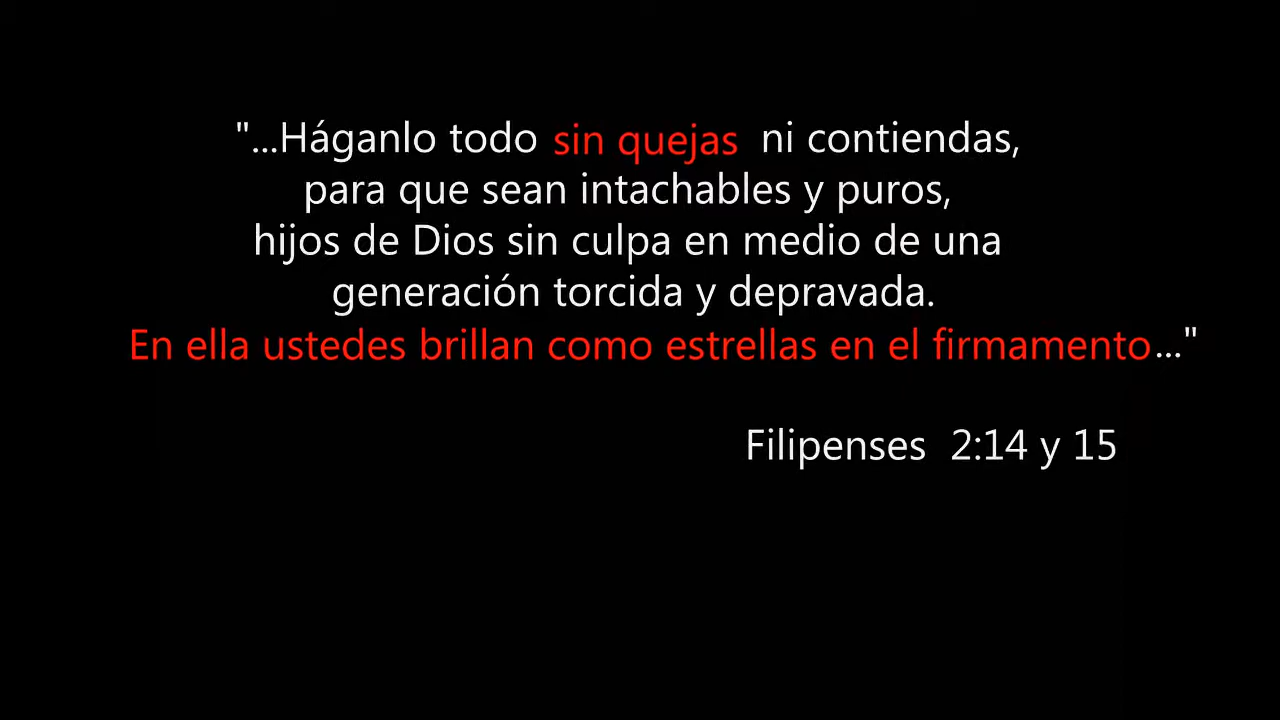 "...Háganlo todo sin quejas ni contiendas,
para que sean intachables y puros,
hijos de Dios sin culpa en medio de una
generación torcida y depravada.
En ella ustedes brillan como estrellas en el firmamento..."
Filipenses 2:14 y 15